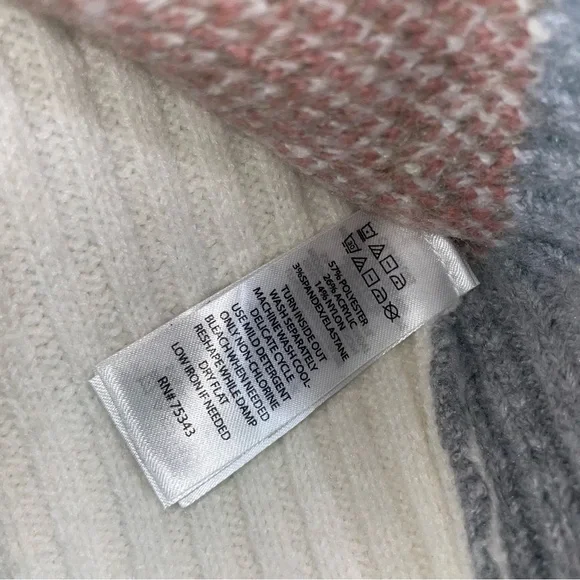 57% POLYESTER
26% ACRYLIC
14% NYLON
3%SPANDEX/ELASTANE
TURN INSIDE OUT
WASH SEPARATLY
MACHINE WASH COOL-
DELICATE CYCLE
USE MILD DETERGENT
ONLY NON-CHLORINE
BLEACH WHEN NEEDED
RESHAPE WHILE DAMP
DRY FLAT
LOW IRON IF NEEDED
RN# 75343